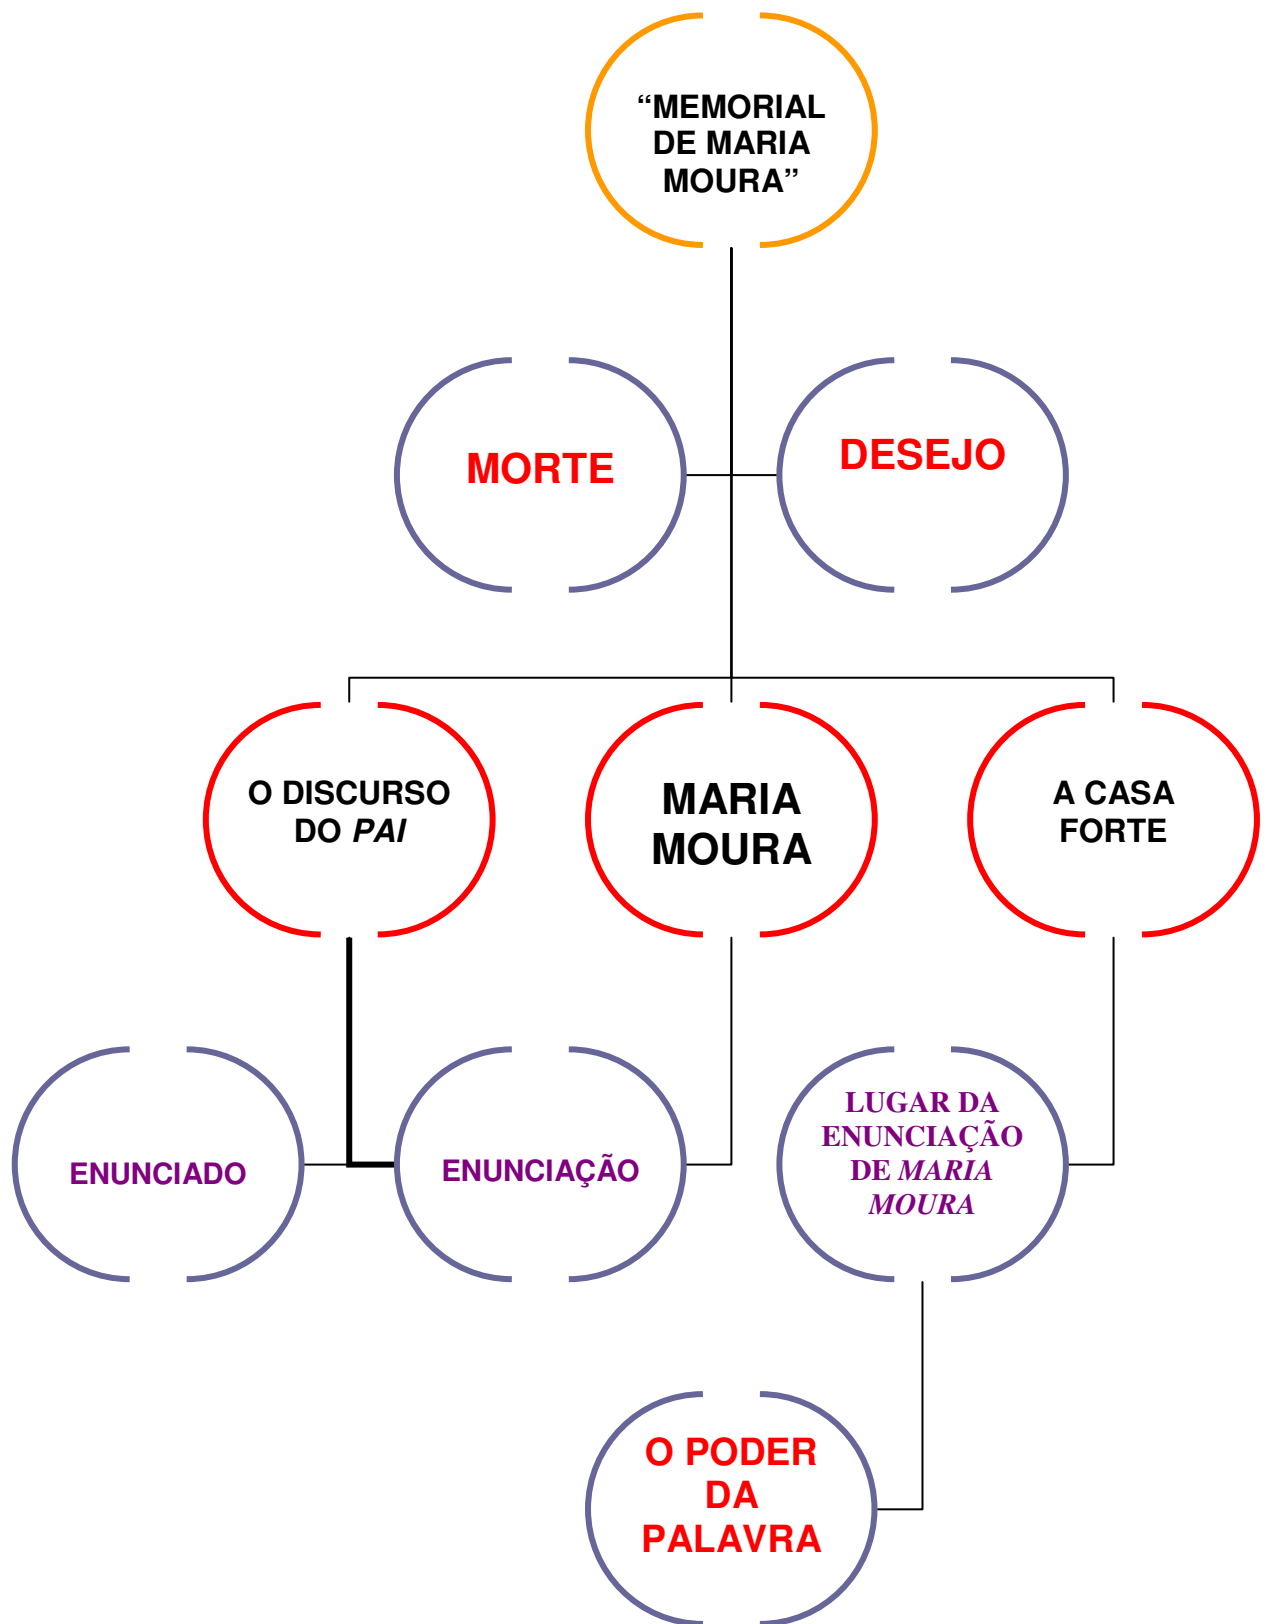 “MEMORIAL
DE MARIA
MOURA”
MORTE
DESEJO
O DISCURSO
DO PAI
MARIA
MOURA
A CASA
FORTE
ENUNCIADO
ENUNCIAÇÃO
LUGAR DA
ENUNCIAÇÃO
DE MARIA
MOURA
O PODER
DA
PALAVRA